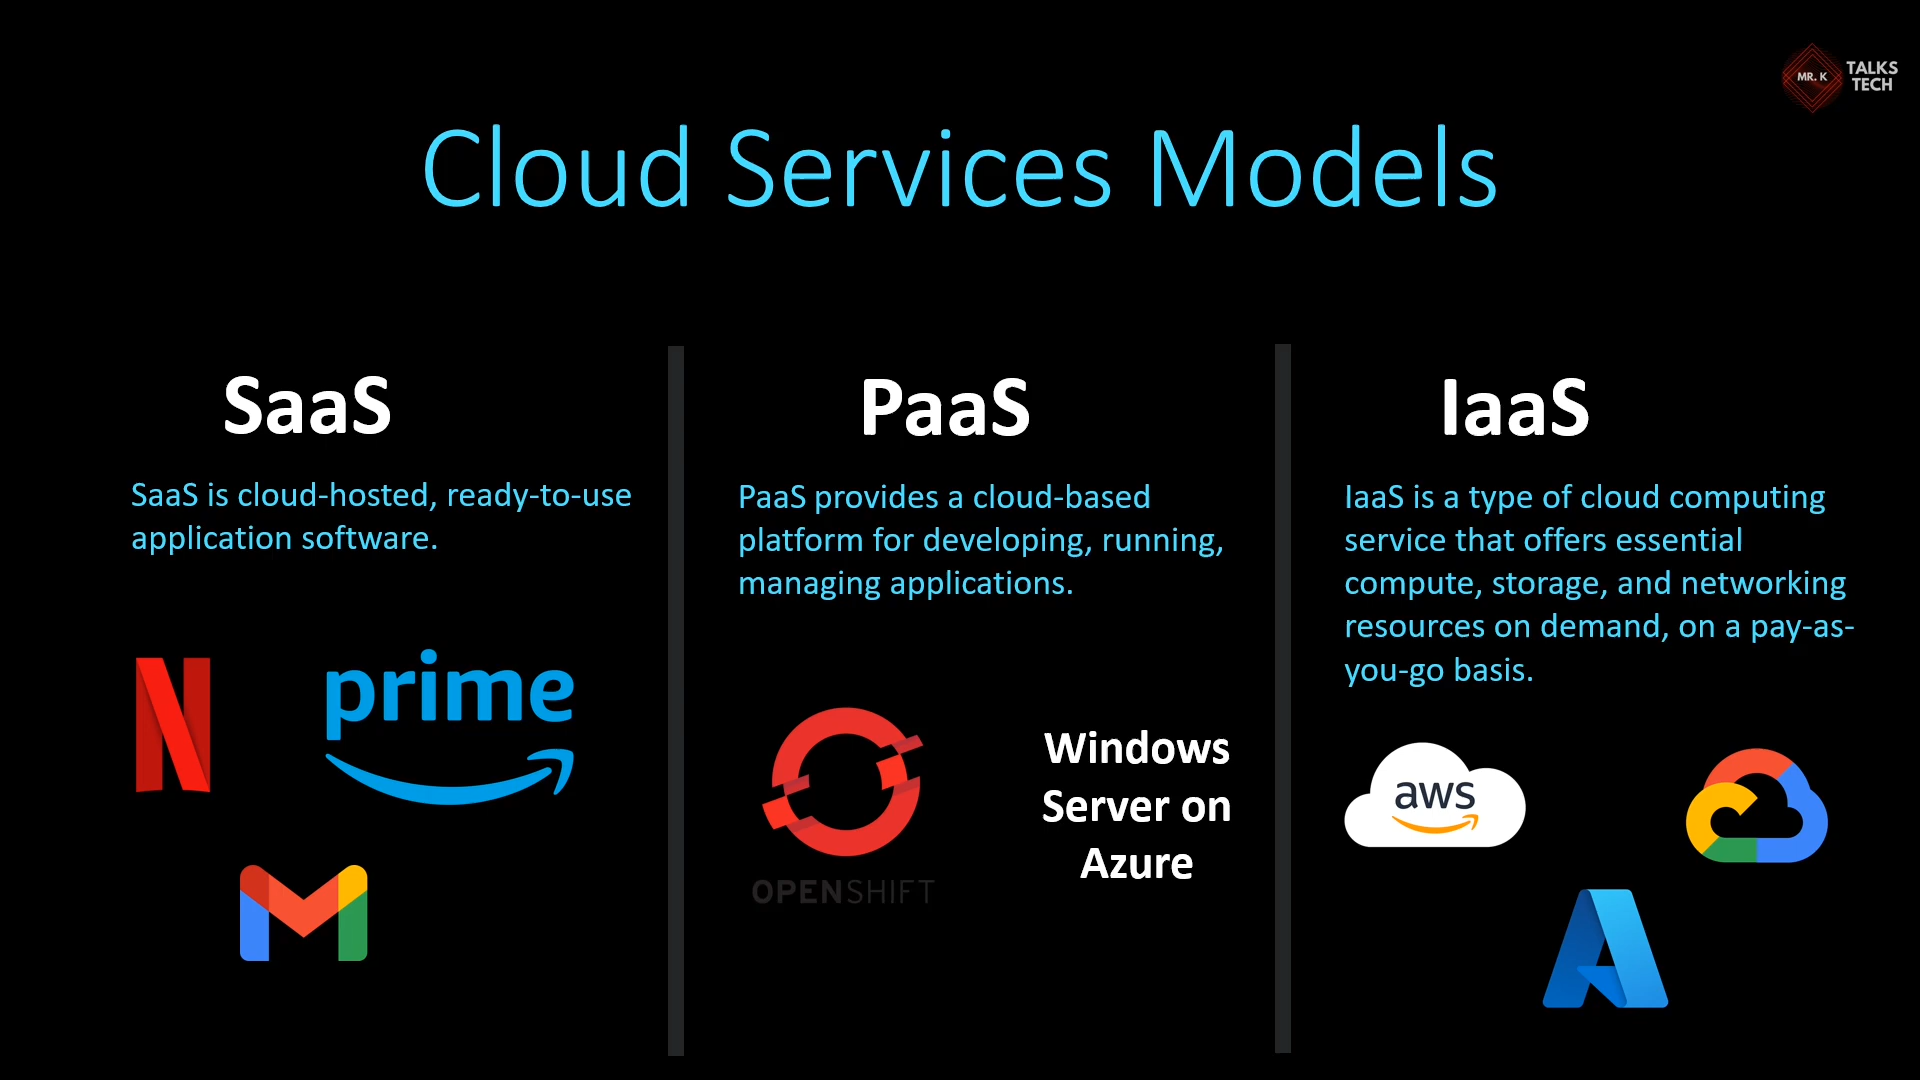 MR. K
TALKS
TECH
Cloud Services Models
SaaS
SaaS is cloud-hosted, ready-to-use
application software.
prime
PaaS
PaaS provides a cloud-based
platform for developing, running,
managing applications.
OPENSHIFT
Windows
Server on
Azure
IaaS
IaaS is a type of cloud computing
service that offers essential
compute, storage, and networking
resources on demand, on a pay-as-
you-go basis.
aws